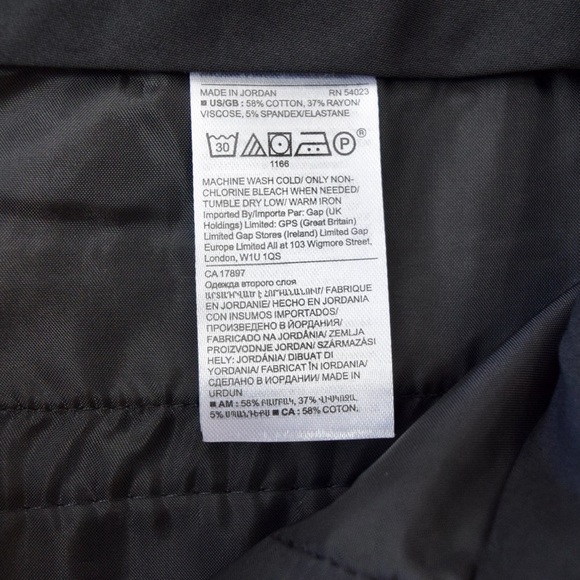 MADE IN JORDAN RN 54023
■ US/GB : 58% COTTON, 37% RAYON/
VISCOSE, 5% SPANDEX/ELASTANE
30 P ®
1166
MACHINE WASH COLD/ ONLY NON-
CHLORINE BLEACH WHEN NEEDED/
TUMBLE DRY LOW/ WARM IRON
Imported By/Importa Par: Gap (UK
Holdings) Limited: GPS (Great Britain)
Limited Gap Stores (Ireland) Limited Gap
Europe Limited All at 103 Wigmore Street,
London, W1U 1QS
CA 17897
Одежда второго слоя
ԱՐՏԱԴՐՎԱԾ Է ՀՈՐԴԱՆԱՆՈՒՄ/ FABRIQUE
EN JORDANIE/ HECHO EN JORDANIA
CON INSUMOS IMPORTADOS/
ПРОИЗВЕДЕНО В ЙОРДАНИЯ/
FABRICADO NA JORDÂNIA/ ZEMLJA
PROIZVODNJE JORDAN/ SZÁRMAZÁSI
HELY: JORDÁNIA/ DIBUAT DI
YORDANIA/ FABRICAT ÎN IORDANIA/
СДЕЛАНО В ИОРДАНИИ/ MADE IN
URDUN
■ AM : 58% ԲԱՄԲԱԿ, 37% ՎԻՍԿՈԶԱ,
5% ՍՊԱՆԴԵՔՍ ■ CA : 58% COTON,